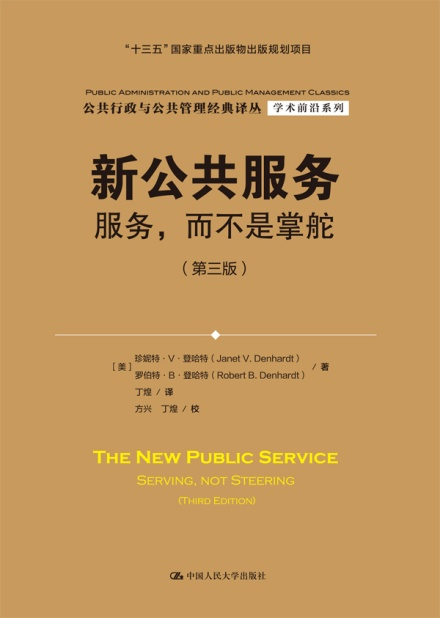 “十三五”国家重点出版物出版规划项目
PUBLIC ADMINISTRATION AND PUBLIC MANAGEMENT CLASSICS
公共行政与公共管理经典译丛 学术前沿系列
新公共服务
服务，而不是掌舵
（第三版）
［美］ 珍妮特·V·登哈特（Janet V. Denhardt）
罗伯特·B·登哈特（Robert B. Denhardt） / 著
丁煌 / 译
方兴 丁煌 / 校
THE NEW PUBLIC SERVICE
SERVING, NOT STEERING
(THIRD EDITION)
中国人民大学出版社